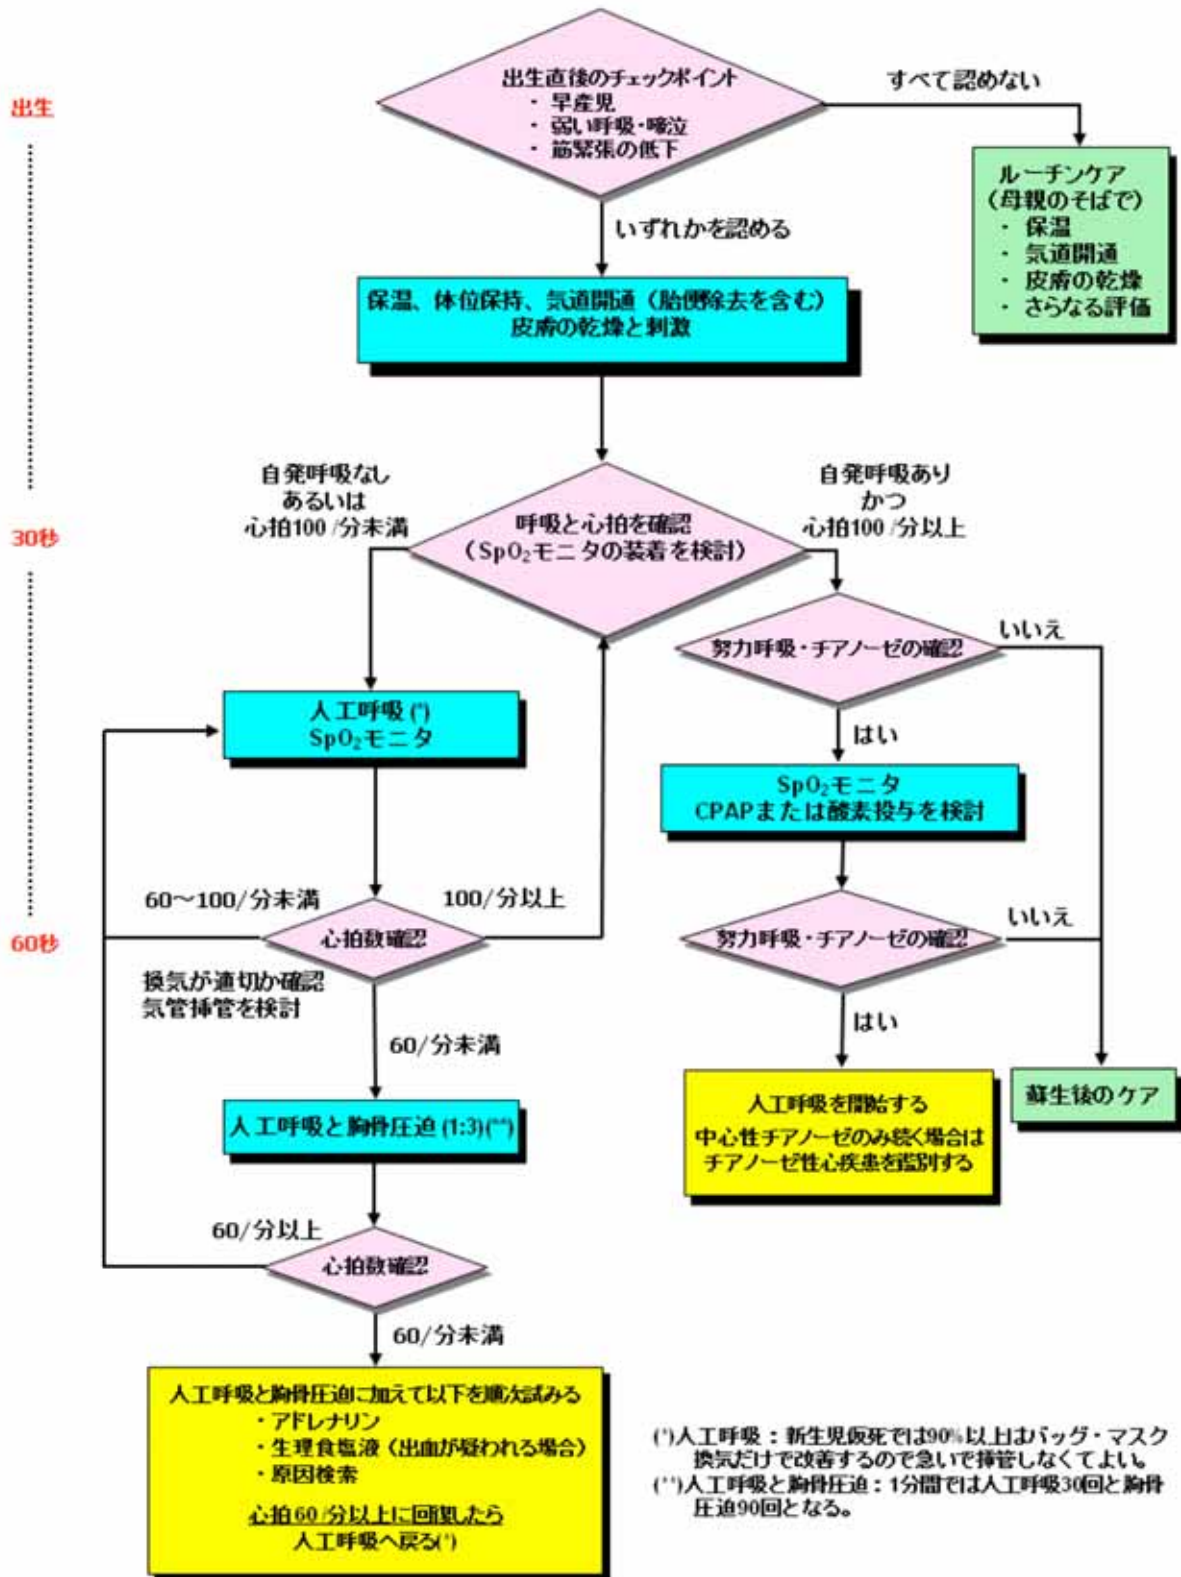 出生
出生直後のチェックポイント
・ 早産児
・ 弱い呼吸・啼泣
・ 筋緊張の低下
すべて認めない
ルーチンケア
(母親のそばで)
・ 保温
・ 気道開通
・ 皮膚の乾燥
・ さらなる評価
いずれかを認める
保温、体位保持、気道開通(胎便除去を含む)
皮膚の乾燥と刺激
30秒
自発呼吸なし
あるいは
心拍100/分未満
呼吸と心拍を確認
(SpO₂モニタの装着を検討)
自発呼吸あり
かつ
心拍100/分以上
努力呼吸・チアノーゼの確認
いいえ
はい
人工呼吸(*)
SpO₂モニタ
SpO₂モニタ
CPAPまたは酸素投与を検討
60秒
60〜100/分未満
100/分以上
心拍数確認
換気が適切か確認
気管挿管を検討
努力呼吸・チアノーゼの確認
いいえ
はい
60/分未満
人工呼吸と胸骨圧迫(1:3)(**)
人工呼吸を開始する
中心性チアノーゼのみ続く場合は
チアノーゼ性心疾患を鑑別する
蘇生後のケア
60/分以上
心拍数確認
60/分未満
人工呼吸と胸骨圧迫に加えて以下を順次試みる
・アドレナリン
・生理食塩液(出血が疑われる場合)
・原因検索
心拍60/分以上に回復したら
人工呼吸へ戻る(*)
(*)人工呼吸:新生児仮死では90%以上はバッグ・マスク
換気だけで改善するので急いで挿管しなくてよい。
(**)人工呼吸と胸骨圧迫:1分間では人工呼吸30回と胸骨
圧迫90回となる。